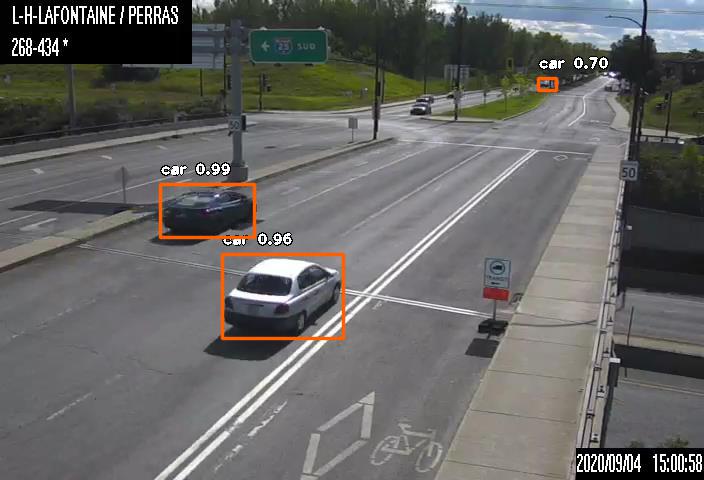 L-H-LAFONTAINE / PERRAS
268-434 *
25 SUD
car 0.70
car 0.99
50
car 0.96
TRANSIT
2020/09/04 15:00:58